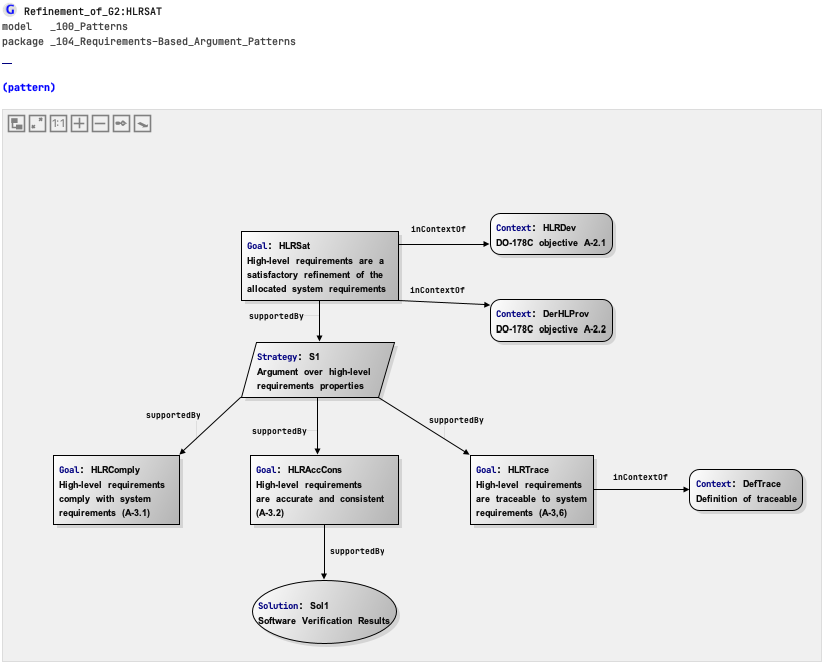 G Refinement_of_G2:HLRSAT
model _100_Patterns
package _104_Requirements-Based_Argument_Patterns
(pattern)
1:1
Goal: HLRSat
High-level requirements are a
satisfactory refinement of the
allocated system requirements
inContextOf
Context: HLRDev
DO-178C objective A-2.1
inContextOf
Context: DerHLProv
DO-178C objective A-2.2
supportedBy
Strategy: S1
Argument over high-level
requirements properties
supportedBy
supportedBy
supportedBy
Goal: HLRComply
High-level requirements
comply with system
requirements (A-3.1)
Goal: HLRAccCons
High-level requirements
are accurate and consistent
(A-3.2)
Goal: HLRTrace
High-level requirements
are traceable to system
requirements (A-3,6)
inContextOf
Context: DefTrace
Definition of traceable
supportedBy
Solution: Sol1
Software Verification Results